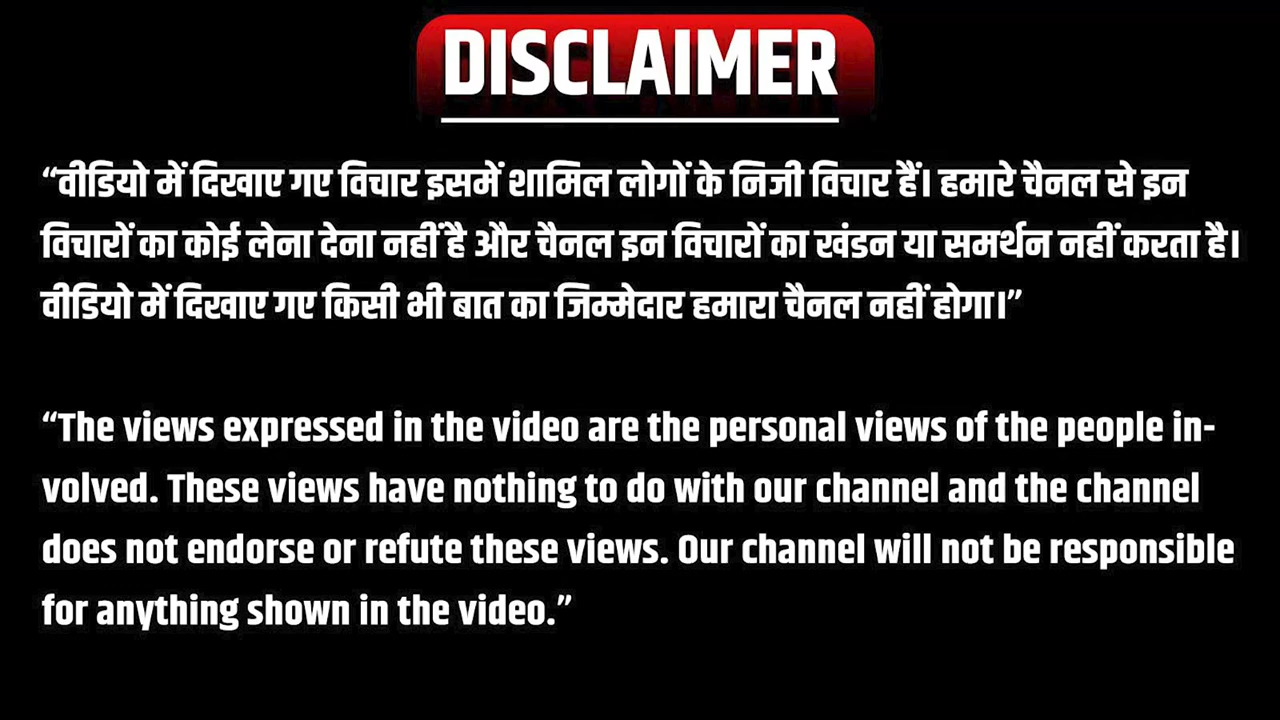 DISCLAIMER
“वीडियो में दिखाए गए विचार इसमें शामिल लोगों के निजी विचार हैं। हमारे चैनल से इन
विचारों का कोई लेना देना नहीं है और चैनल इन विचारों का खंडन या समर्थन नहीं करता है।
वीडियो में दिखाए गए किसी भी बात का जिम्मेदार हमारा चैनल नहीं होगा।”
“The views expressed in the video are the personal views of the people in-
volved. These views have nothing to do with our channel and the channel
does not endorse or refute these views. Our channel will not be responsible
for anything shown in the video.”